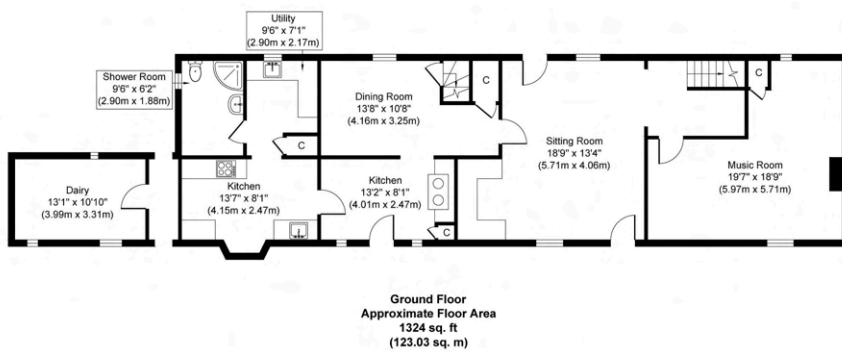 Utility
9'6" x 7'1"
(2.90m x 2.17m)
Shower Room
9'6" x 6'2"
(2.90m x 1.88m)
Dining Room
13'8" x 10'8"
(4.16m x 3.25m)
C
C
Sitting Room
18'9" x 13'4"
(5.71m x 4.06m)
C
Dairy
13'1" x 10'10"
(3.99m x 3.31m)
Kitchen
13'7" x 8'1"
(4.15m x 2.47m)
Kitchen
13'2" x 8'1"
(4.01m x 2.47m)
C
Music Room
19'7" x 18'9"
(5.97m x 5.71m)
Ground Floor
Approximate Floor Area
1324 sq. ft
(123.03 sq. m)